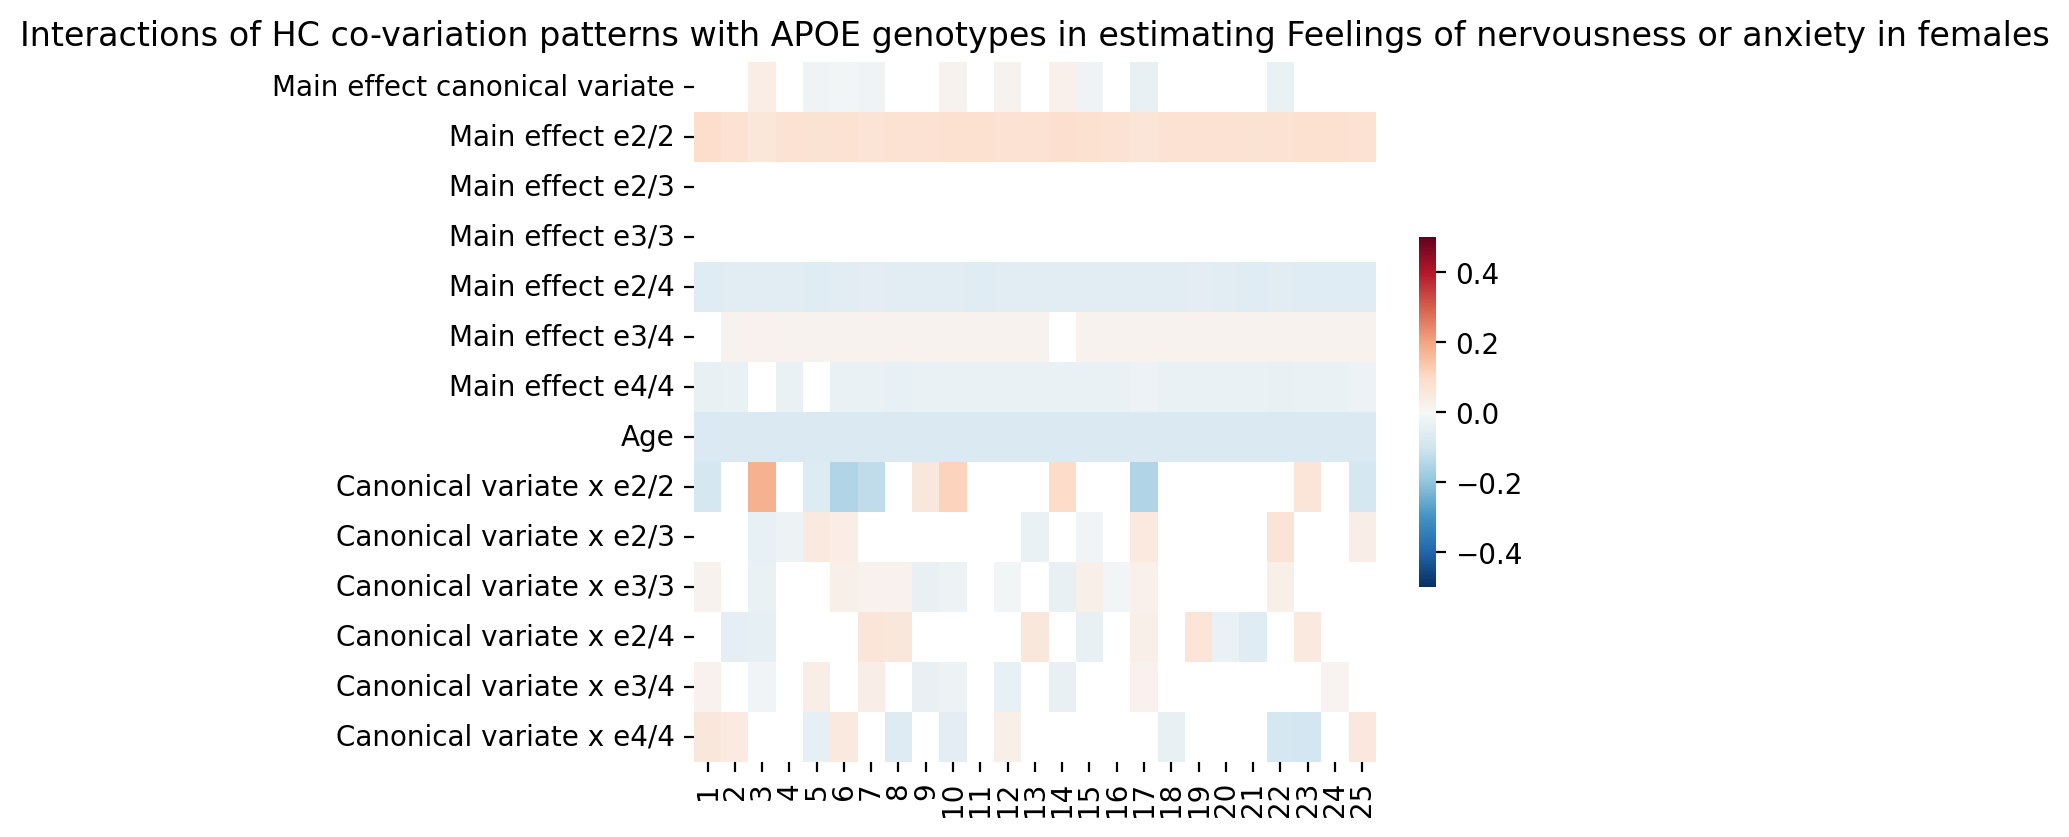 Interactions of HC co-variation patterns with APOE genotypes in estimating Feelings of nervousness or anxiety in females
Main effect canonical variate
Main effect e2/2
Main effect e2/3
Main effect e3/3
Main effect e2/4
Main effect e3/4
Main effect e4/4
Age
Canonical variate x e2/2
Canonical variate x e2/3
Canonical variate x e3/3
Canonical variate x e2/4
Canonical variate x e3/4
Canonical variate x e4/4
1 2 3 4 5 6 7 8 9 10 11 12 13 14 15 16 17 18 19 20 21 22 23 24 25
0.4
0.2
0.0
−0.2
−0.4